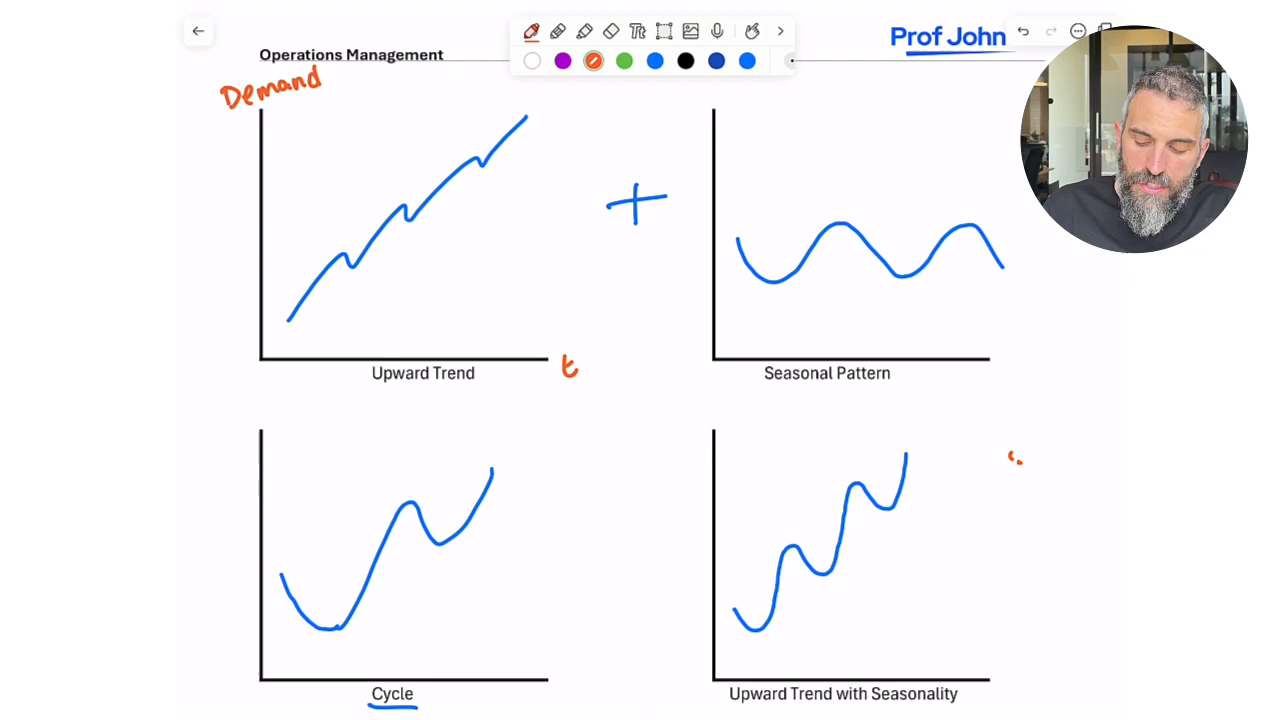 Operations Management
Prof John
Demand
Upward Trend
t
Seasonal Pattern
Cycle
Upward Trend with Seasonality